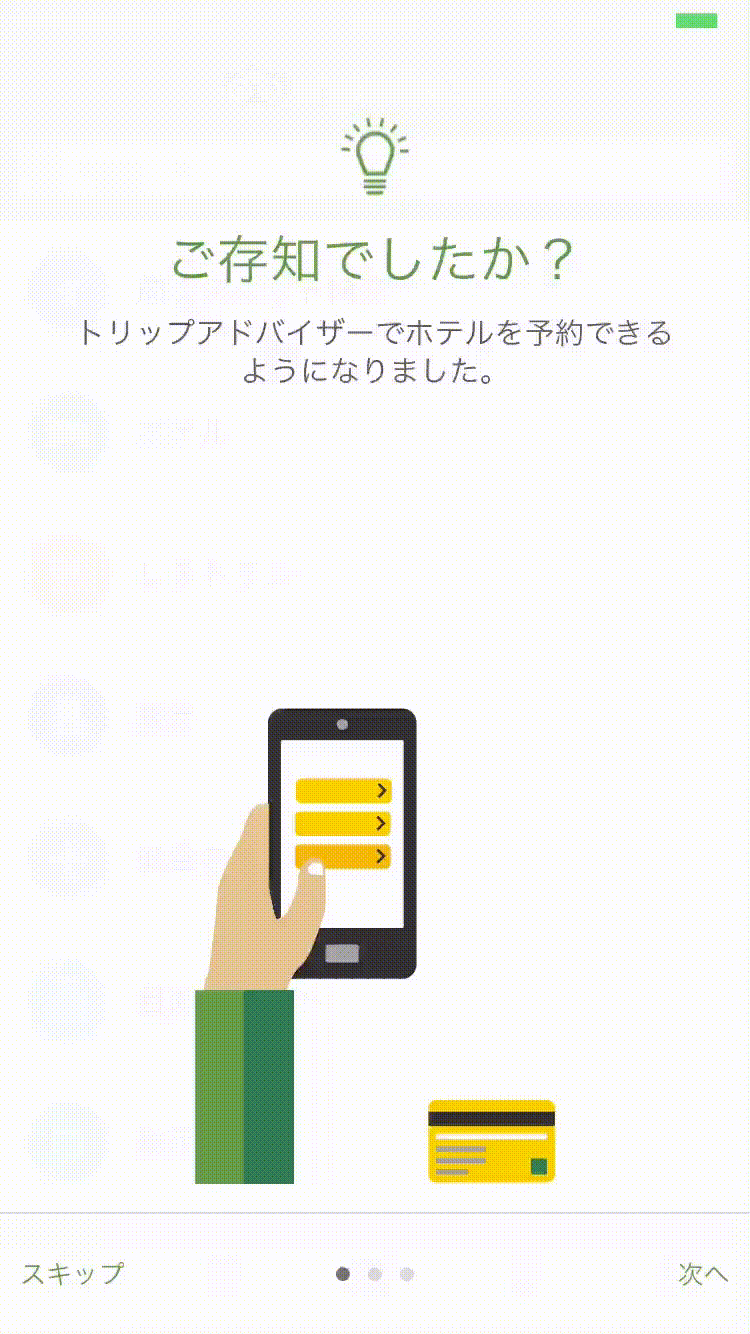 ご存知でしたか？
トリップアドバイザーでホテルを予約できる
ようになりました。
スキップ
次へ